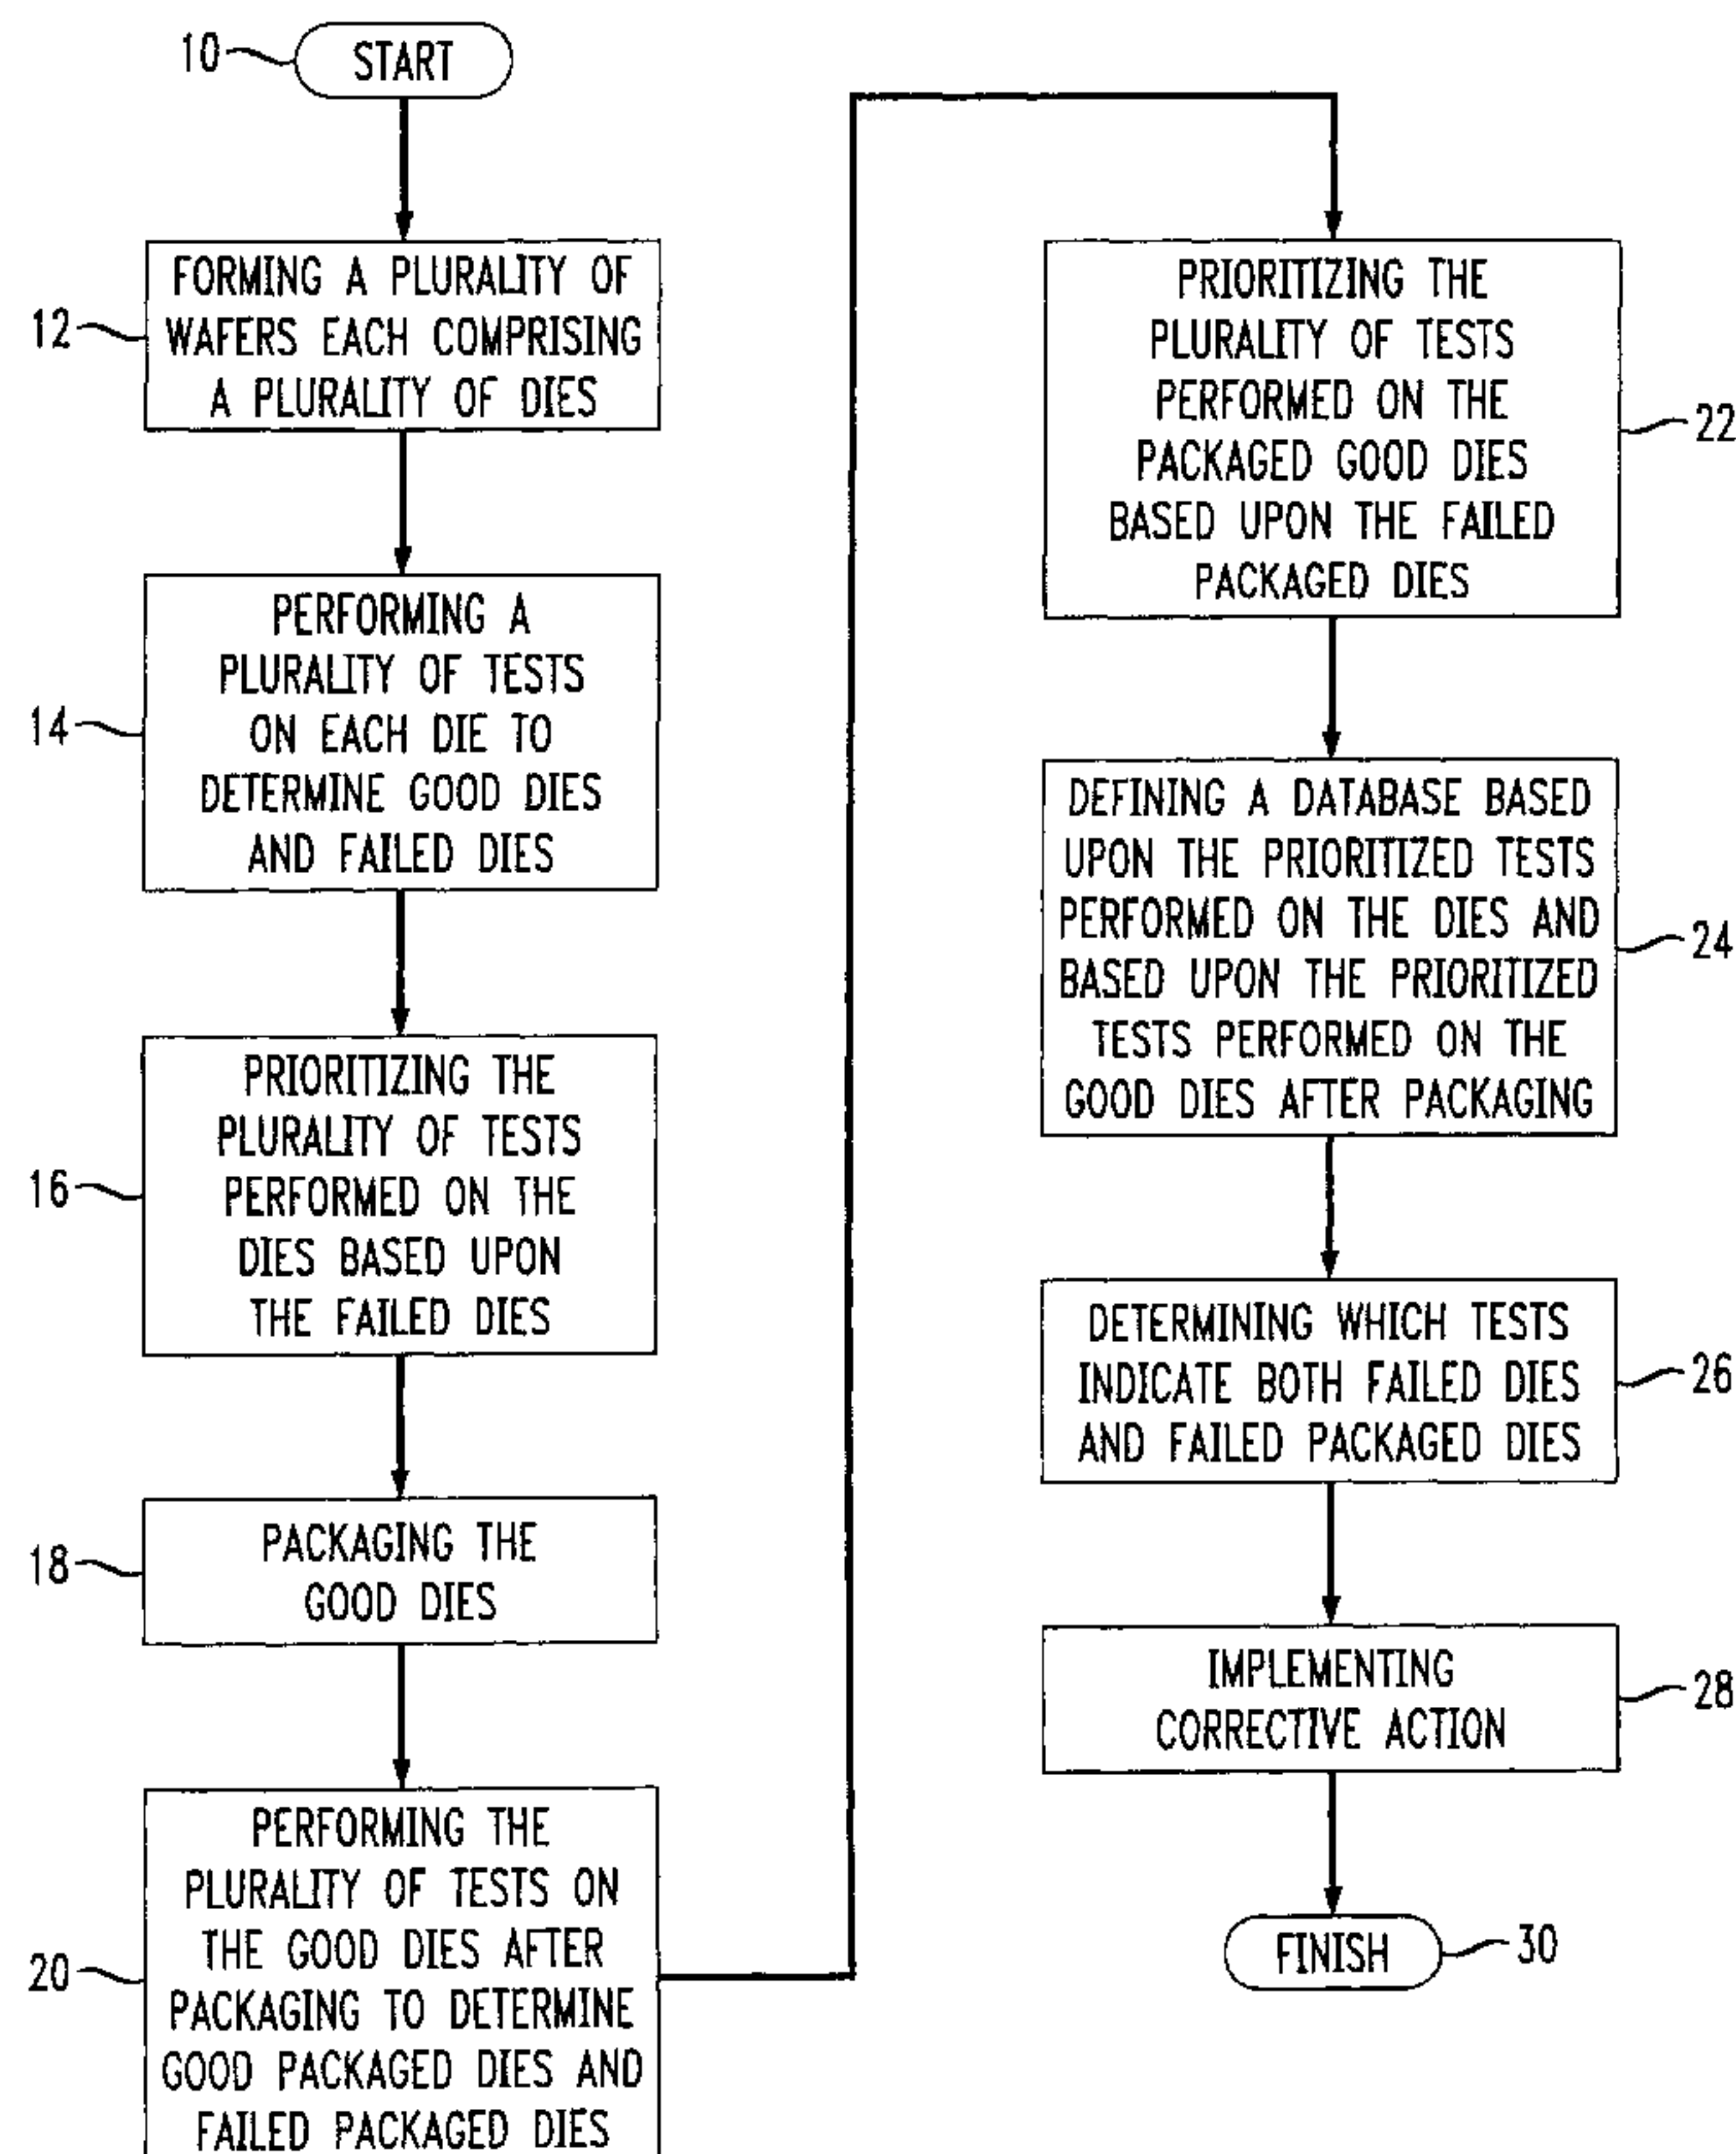 10
START
12
FORMING A PLURALITY OF
WAFERS EACH COMPRISING
A PLURALITY OF DIES
14
PERFORMING A
PLURALITY OF TESTS
ON EACH DIE TO
DETERMINE GOOD DIES
AND FAILED DIES
16
PRIORITIZING THE
PLURALITY OF TESTS
PERFORMED ON THE
DIES BASED UPON
THE FAILED DIES
18
PACKAGING THE
GOOD DIES
20
PERFORMING THE
PLURALITY OF TESTS ON
THE GOOD DIES AFTER
PACKAGING TO DETERMINE
GOOD PACKAGED DIES AND
FAILED PACKAGED DIES
PRIORITIZING THE
PLURALITY OF TESTS
PERFORMED ON THE
PACKAGED GOOD DIES
BASED UPON THE FAILED
PACKAGED DIES
22
DEFINING A DATABASE BASED
UPON THE PRIORITIZED TESTS
PERFORMED ON THE DIES AND
BASED UPON THE PRIORITIZED
TESTS PERFORMED ON THE
GOOD DIES AFTER PACKAGING
24
DETERMINING WHICH TESTS
INDICATE BOTH FAILED DIES
AND FAILED PACKAGED DIES
26
IMPLEMENTING
CORRECTIVE ACTION
28
FINISH
30